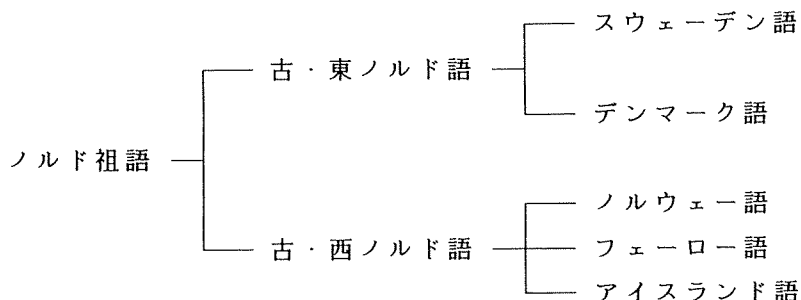 スウェーデン語
古・東ノルド語
デンマーク語
ノルド祖語
ノルウェー語
古・西ノルド語
フェーロー語
アイスランド語